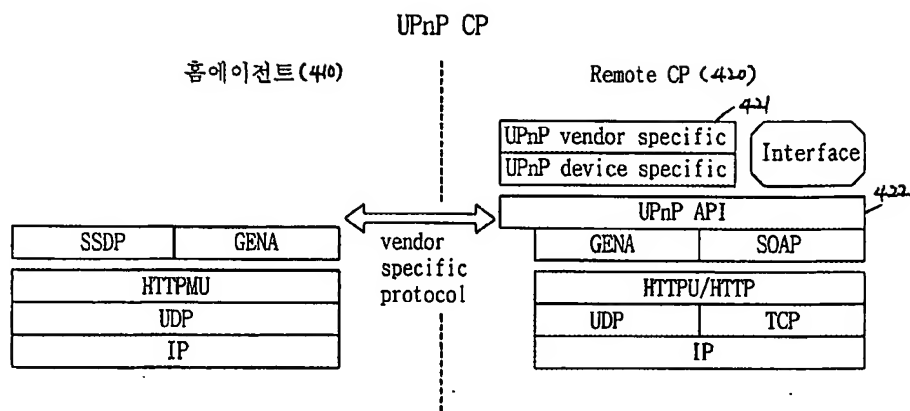 UPnP CP
홈에이전트(410)
Remote CP (420)
421
UPnP vendor specific
UPnP device specific
Interface
422
UPnP API
SSDP
GENA
vendor
specific
protocol
GENA
SOAP
HTTPMU
UDP
IP
HTTPU/HTTP
UDP
TCP
IP